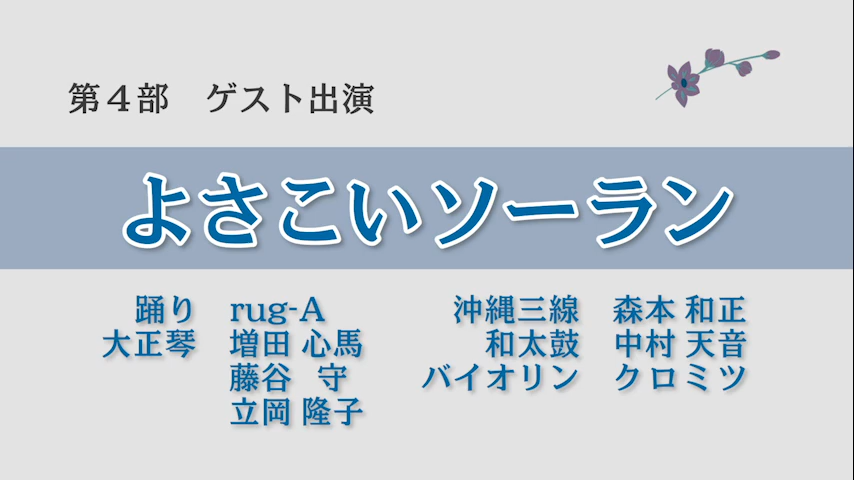 第４部　ゲスト出演
よさこいソーラン
踊り　rug-A
大正琴　増田 心馬
藤谷　守
立岡 隆子
沖縄三線　森本 和正
和太鼓　中村 天音
バイオリン　クロミツ